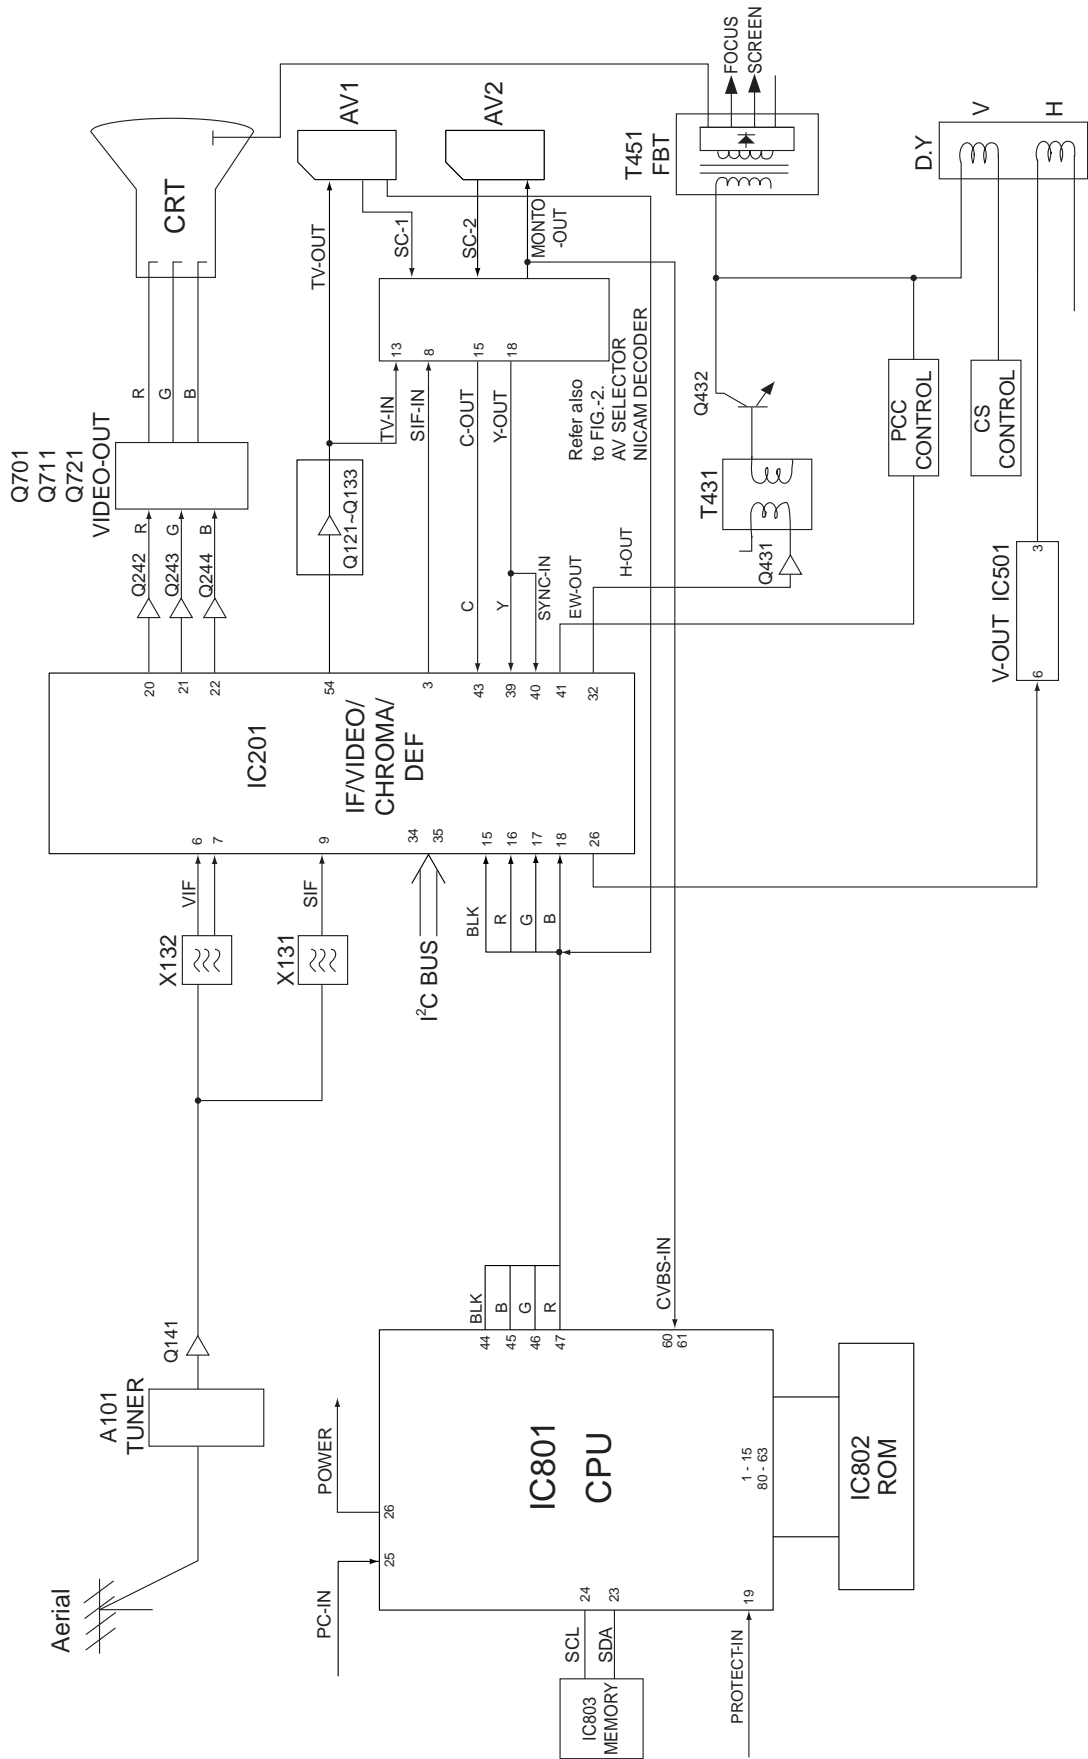 Aerial
A101
TUNER
Q141
X132
VIF
6
7
X131
SIF
9
I²C BUS
34
35
BLK
R
G
B
15
16
17
18
26
IC201
IF/VIDEO/
CHROMA/
DEF
20
21
22
54
3
43
39
40
41
32
Q242
R
Q243
G
Q244
B
Q701
Q711
Q721
VIDEO-OUT
R
G
B
CRT
Q121~Q133
TV-OUT
TV-IN
SIF-IN
C
C-OUT
Y
Y-OUT
SYNC-IN
EW-OUT
H-OUT
13
8
15
18
SC-1
SC-2
MONTO
-OUT
AV1
AV2
Refer also
to FIG.-2.
AV SELECTOR
NICAM DECODER
T451
FBT
FOCUS
SCREEN
Q432
T431
Q431
PCC
CONTROL
CS
CONTROL
D.Y
V
H
V-OUT IC501
6
3
PC-IN
POWER
25
26
IC801
CPU
BLK
B
G
R
44
45
46
47
CVBS-IN
60
61
SCL
SDA
24
23
IC803
MEMORY
PROTECT-IN
19
1 - 15
80 - 63
IC802
ROM